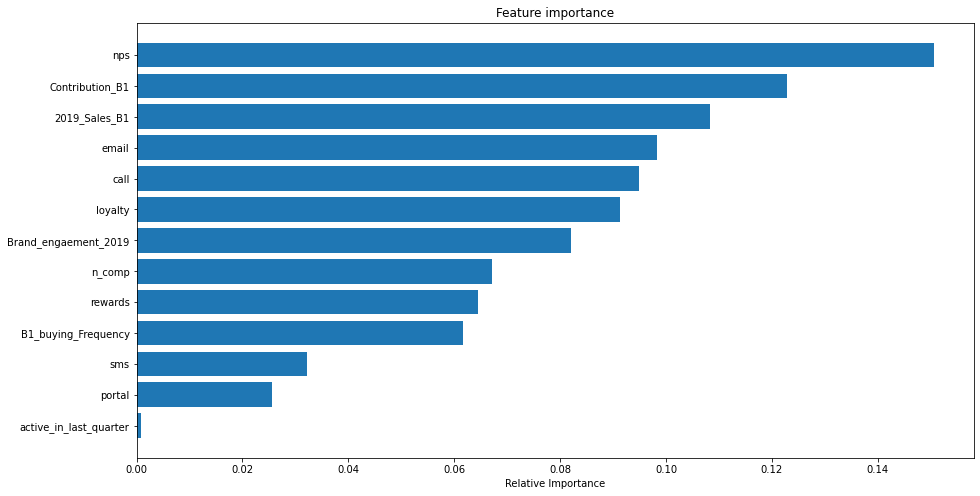 Feature importance
nps
Contribution_B1
2019_Sales_B1
email
call
loyalty
Brand_engaement_2019
n_comp
rewards
B1_buying_Frequency
sms
portal
active_in_last_quarter
0.00 0.02 0.04 0.06 0.08 0.10 0.12 0.14
Relative Importance